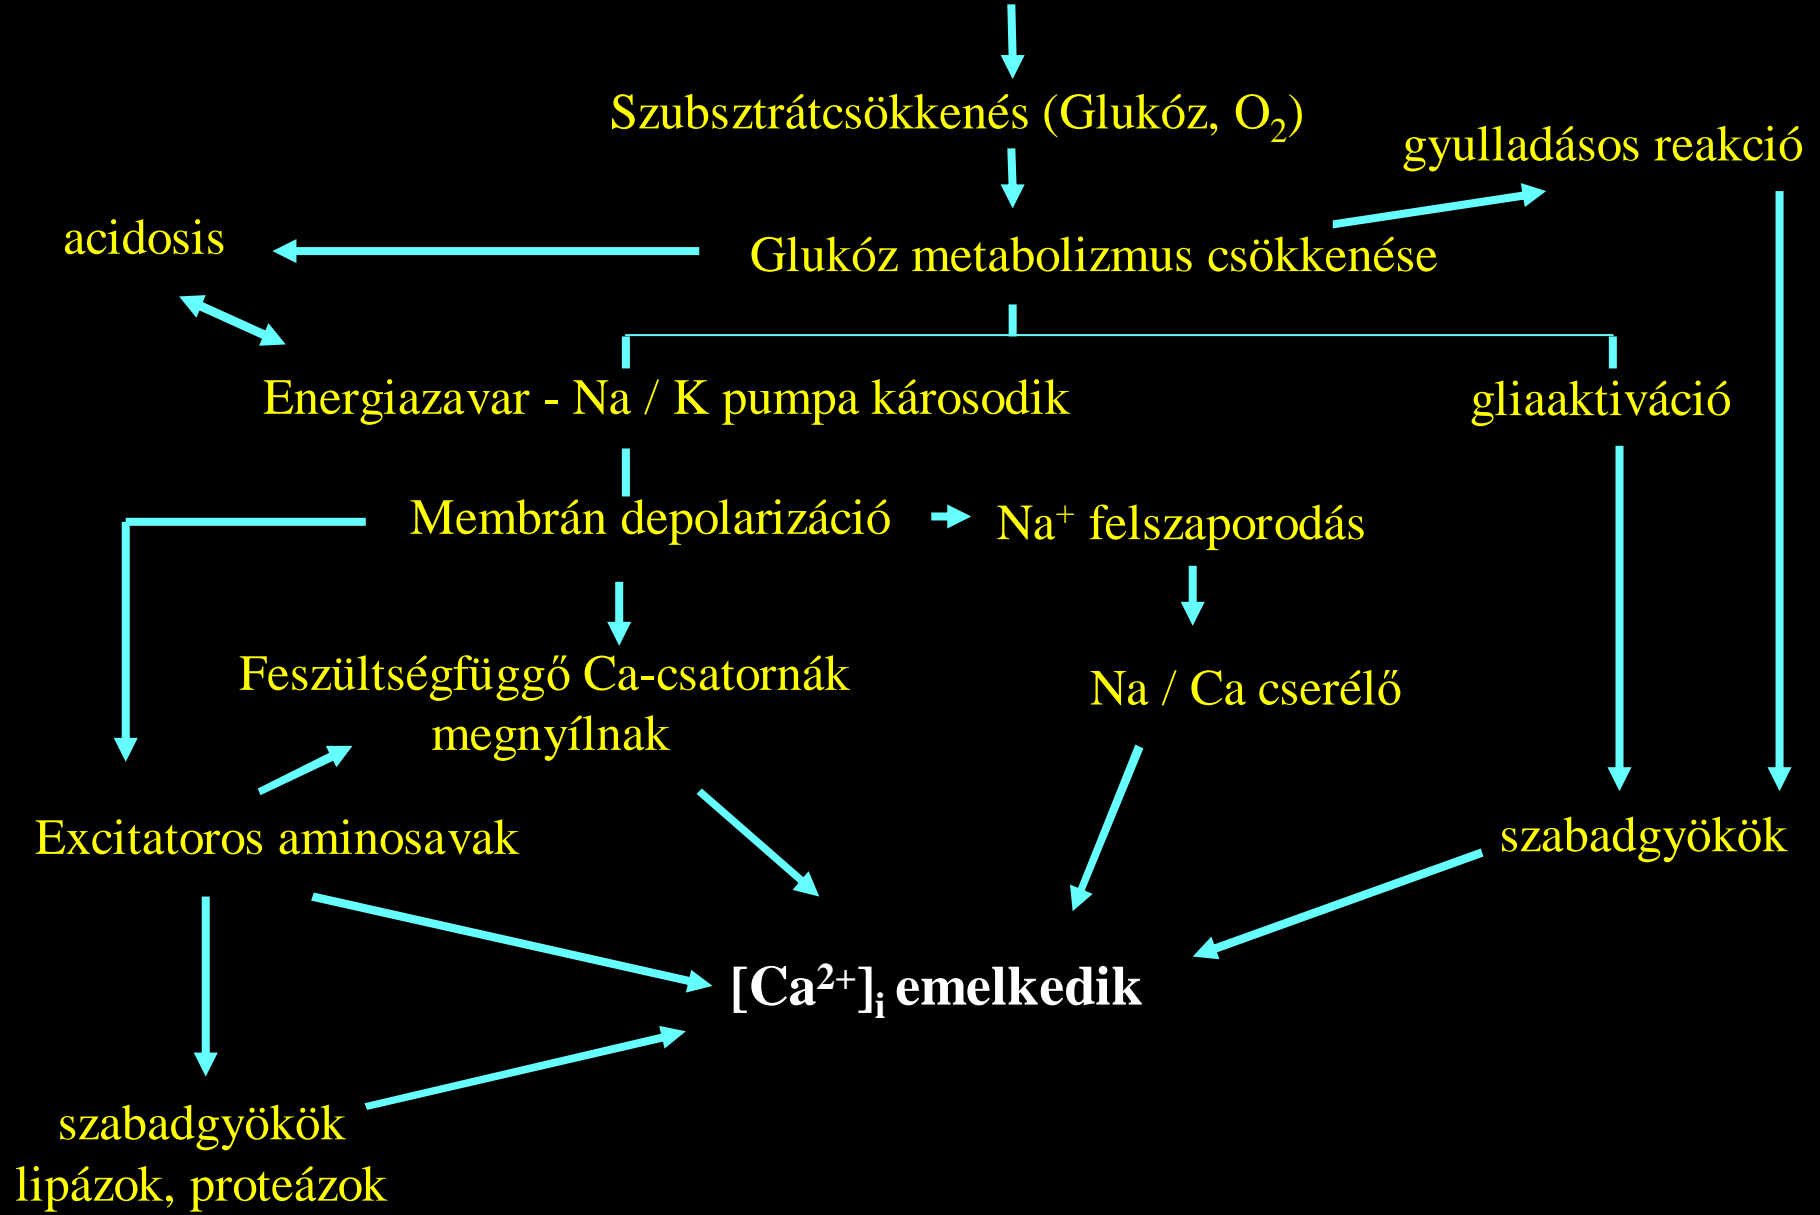 Szubsztrátcsökkenés (Glukóz, O₂)
gyulladásos reakció
acidosis
Glukóz metabolizmus csökkenése
Energiazavar - Na / K pumpa károsodik
gliaaktiváció
Membrán depolarizáció
Na⁺ felszaporodás
Feszültségfüggő Ca-csatornák
megnyílnak
Na / Ca cserélő
Excitatoros aminosavak
szabadgyökök
[Ca²⁺]ᵢ emelkedik
szabadgyökök
lipázok, proteázok